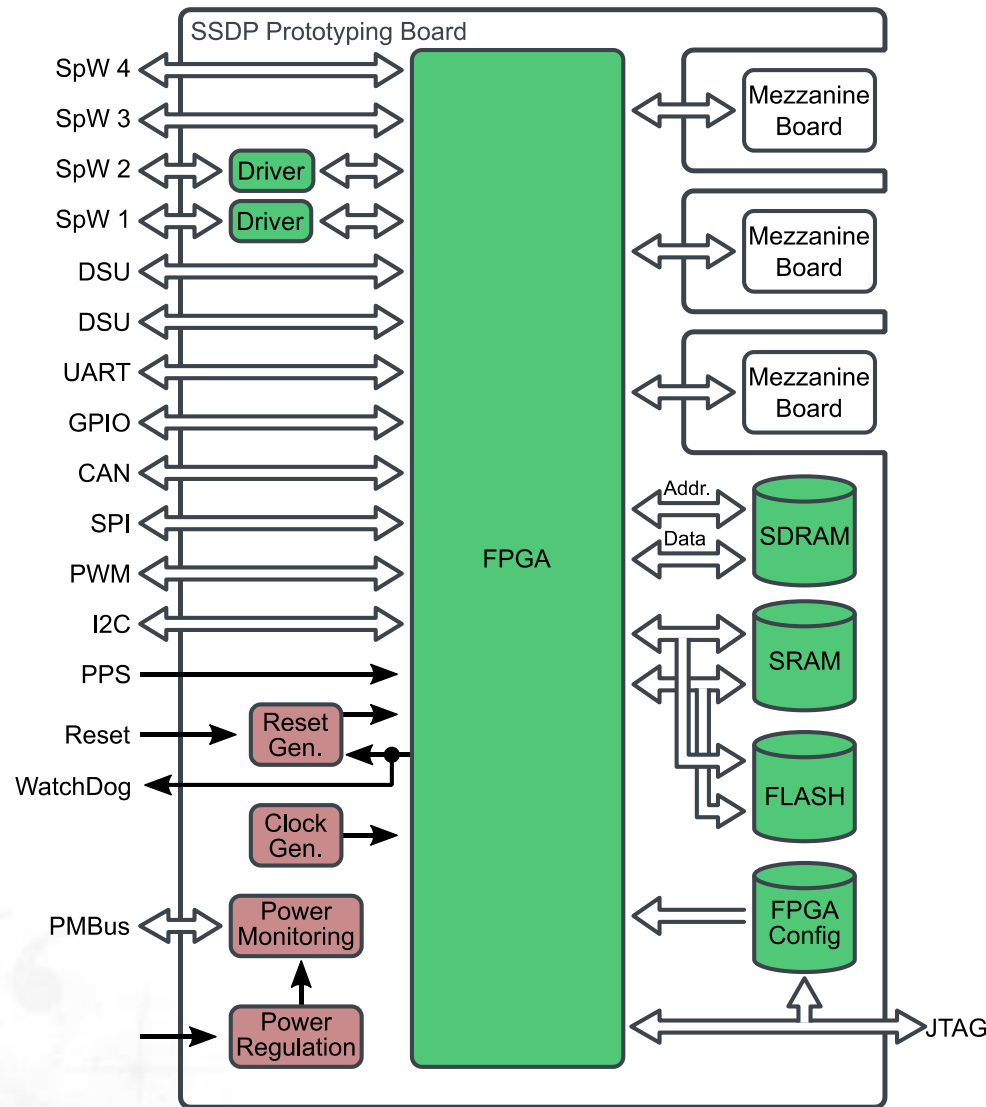 SSDP Prototyping Board
SpW 4
SpW 3
SpW 2
Driver
SpW 1
Driver
DSU
DSU
UART
GPIO
CAN
SPI
PWM
I2C
PPS
Reset
Reset
Gen.
WatchDog
Clock
Gen.
PMBus
Power
Monitoring
Power
Regulation
FPGA
Mezzanine
Board
Mezzanine
Board
Mezzanine
Board
Addr.
Data
SDRAM
SRAM
FLASH
FPGA
Config
JTAG